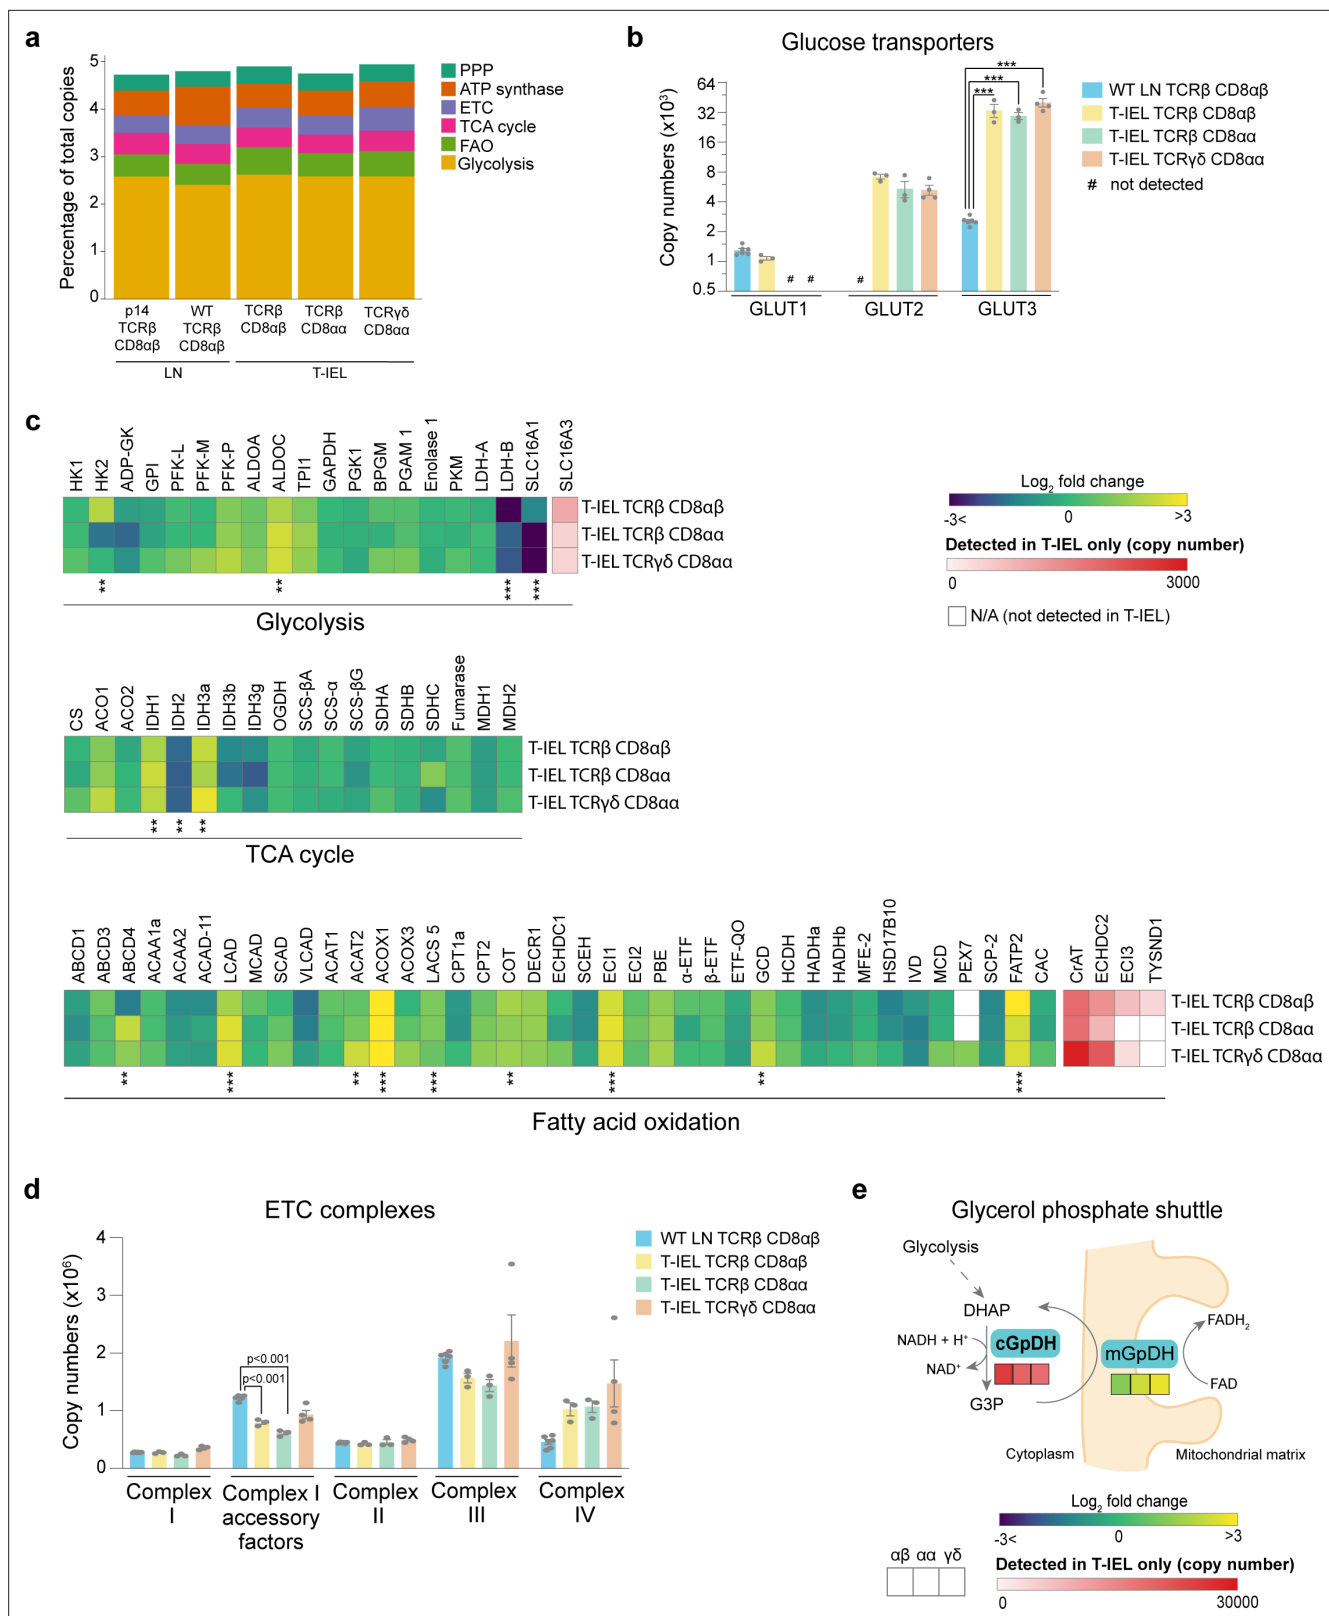 a
Percentage of total copies
5
4
3
2
1
0
PPP
ATP synthase
ETC
TCA cycle
FAO
Glycolysis
p14
TCRβ
CD8αβ
WT
TCRβ
CD8αβ
TCRβ
CD8αβ
TCRβ
CD8αα
TCRγδ
CD8αα
LN
T-IEL
b
Glucose transporters
Copy numbers (x10³)
64
32
16
8
4
2
1
0.5
***
***
***
# #
#
GLUT1
GLUT2
GLUT3
WT LN TCRβ CD8αβ
T-IEL TCRβ CD8αβ
T-IEL TCRβ CD8αα
T-IEL TCRγδ CD8αα
# not detected
c
HK1
HK2
ADP-GK
GPI
PFK-L
PFK-M
PFK-P
ALDOA
ALDOC
TPI1
GAPDH
PGK1
BPGM
PGAM 1
Enolase 1
PKM
LDH-A
LDH-B
SLC16A1
SLC16A3
T-IEL TCRβ CD8αβ
T-IEL TCRβ CD8αα
T-IEL TCRγδ CD8αα
**
**
***
***
Glycolysis
Log₂ fold change
-3<
0
>3
Detected in T-IEL only (copy number)
0
3000
N/A (not detected in T-IEL)
CS
ACO1
ACO2
IDH1
IDH2
IDH3a
IDH3b
IDH3g
OGDH
SCS-βA
SCS-α
SCS-βG
SDHA
SDHB
SDHC
Fumarase
MDH1
MDH2
T-IEL TCRβ CD8αβ
T-IEL TCRβ CD8αα
T-IEL TCRγδ CD8αα
**
**
**
TCA cycle
ABCD1
ABCD3
ABCD4
ACAA1a
ACAA2
ACAD-11
LCAD
MCAD
SCAD
VLCAD
ACAT1
ACAT2
ACOX1
ACOX3
LACS 5
CPT1a
CPT2
COT
DECR1
ECHDC1
SCEH
ECI1
ECI2
PBE
α-ETF
β-ETF
ETF-QO
GCD
HCDH
HADHa
HADHb
MFE-2
HSD17B10
IVD
MCD
PEX7
SCP-2
FATP2
CAC
CrAT
ECHDC2
ECI3
TYSND1
T-IEL TCRβ CD8αβ
T-IEL TCRβ CD8αα
T-IEL TCRγδ CD8αα
**
***
**
***
***
**
***
**
***
Fatty acid oxidation
d
ETC complexes
Copy numbers (x10⁶)
4
3
2
1
0
p<0.001
p<0.001
WT LN TCRβ CD8αβ
T-IEL TCRβ CD8αβ
T-IEL TCRβ CD8αα
T-IEL TCRγδ CD8αα
Complex
I
Complex I
accessory
factors
Complex
II
Complex
III
Complex
IV
e
Glycerol phosphate shuttle
Glycolysis
DHAP
NADH + H⁺
cGpDH
NAD⁺
G3P
mGpDH
FADH₂
FAD
Cytoplasm
Mitochondrial matrix
Log₂ fold change
-3<
0
>3
αβ αα γδ
Detected in T-IEL only (copy number)
0
30000